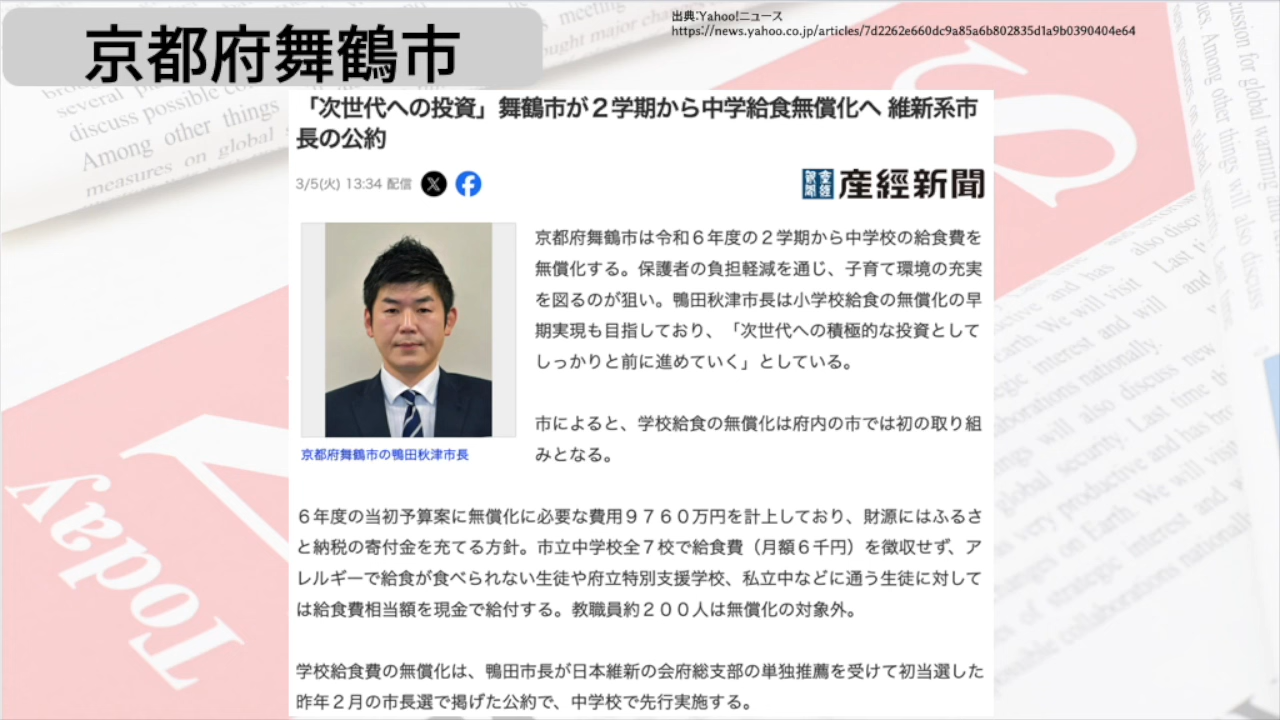 京都府舞鶴市
出典:Yahoo!ニュース
https://news.yahoo.co.jp/articles/7d2262e660dc9a85a6b802835d1a9b0390404e64
「次世代への投資」舞鶴市が２学期から中学給食無償化へ 維新系市
長の公約
3/5(火) 13:34 配信
産經新聞
京都府舞鶴市は令和６年度の２学期から中学校の給食費を
無償化する。保護者の負担軽減を通じ、子育て環境の充実
を図るのが狙い。鴨田秋津市長は小学校給食の無償化の早
期実現も目指しており、「次世代への積極的な投資として
しっかりと前に進めていく」としている。
京都府舞鶴市の鴨田秋津市長
市によると、学校給食の無償化は府内の市では初の取り組
みとなる。
６年度の当初予算案に無償化に必要な費用９７６０万円を計上しており、財源にはふるさ
と納税の寄付金を充てる方針。市立中学校全７校で給食費（月額６千円）を徴収せず、ア
レルギーで給食が食べられない生徒や府立特別支援学校、私立中などに通う生徒に対して
は給食費相当額を現金で給付する。教職員約２００人は無償化の対象外。
学校給食費の無償化は、鴨田市長が日本維新の会府総支部の単独推薦を受けて初当選した
昨年２月の市長選で掲げた公約で、中学校で先行実施する。
several
discuss possible
Among other things
measures on global
Today